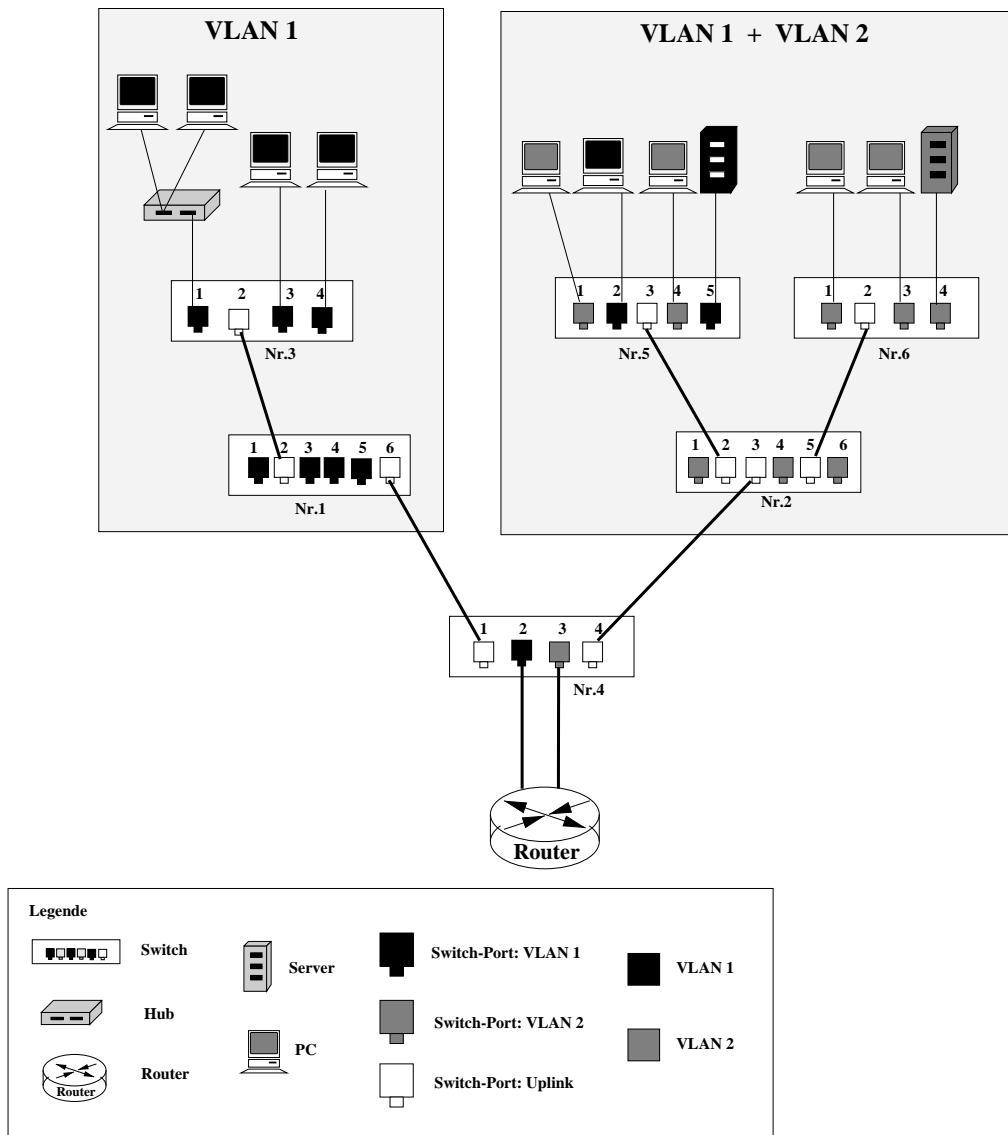 VLAN 1
VLAN 1 + VLAN 2
1 2 3 4
Nr.3
1 2 3 4 5
Nr.5
1 2 3 4
Nr.6
1 2 3 4 5 6
Nr.1
1 2 3 4 5 6
Nr.2
1 2 3 4
Nr.4
Router
Legende
Switch
Hub
Router
Router
Server
PC
Switch-Port: VLAN 1
Switch-Port: VLAN 2
Switch-Port: Uplink
VLAN 1
VLAN 2